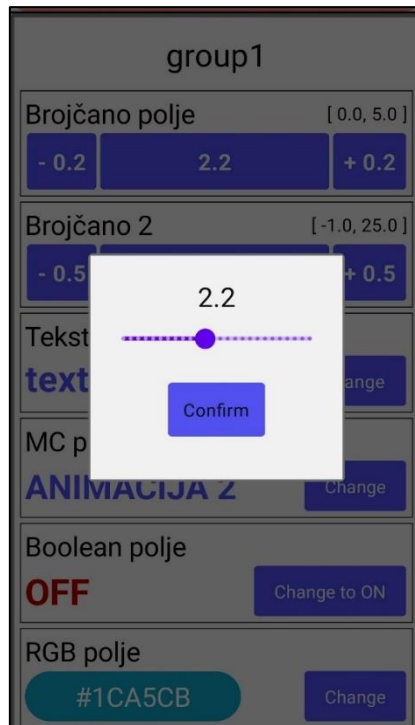 group1
Brojčano polje [ 0.0, 5.0 ]
- 0.2 2.2 + 0.2
Brojčano 2 [ -1.0, 25.0 ]
- 0.5 + 0.5
2.2
Confirm
Tekst
text ange
MC p
ANIMACIJA 2 Change
Boolean polje
OFF Change to ON
RGB polje
#1CA5CB Change